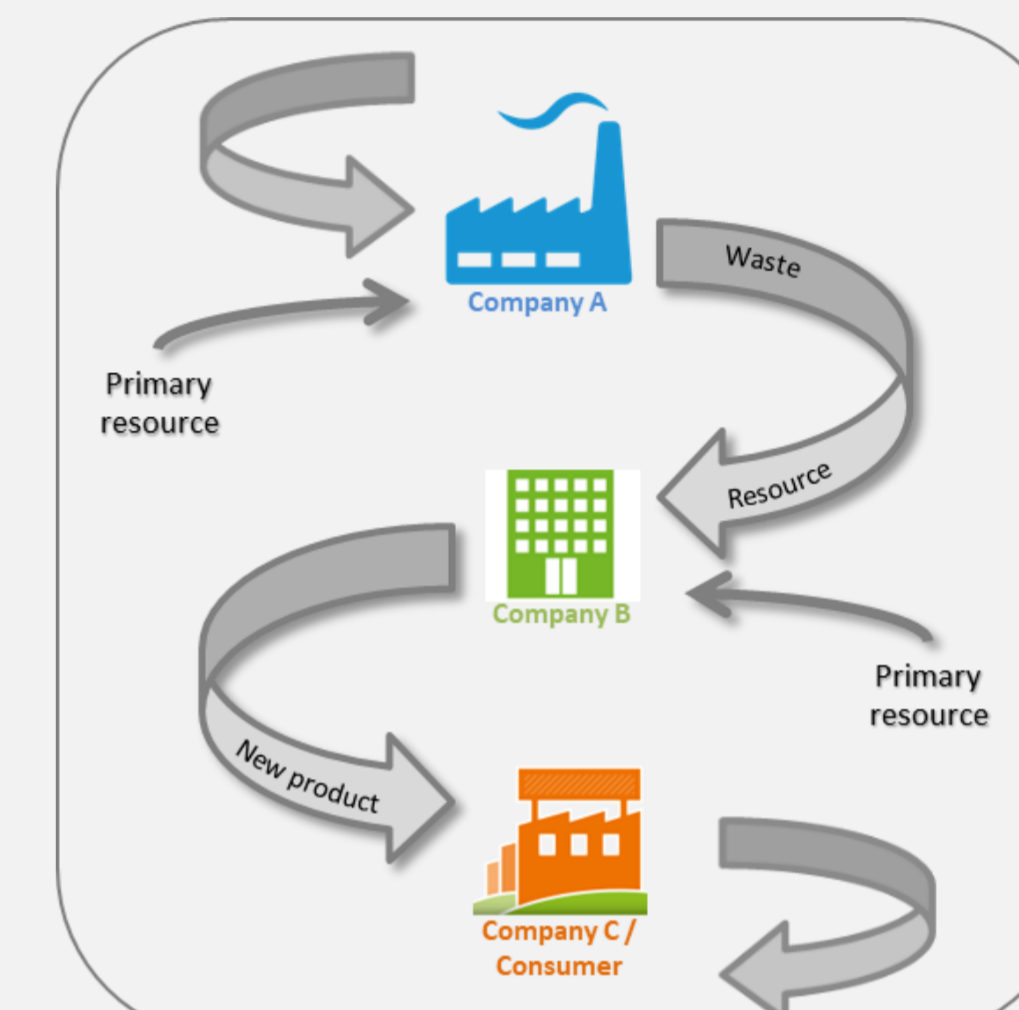 Waste
Company A
Primary
resource
Resource
Company B
Primary
resource
New product
Company C /
Consumer